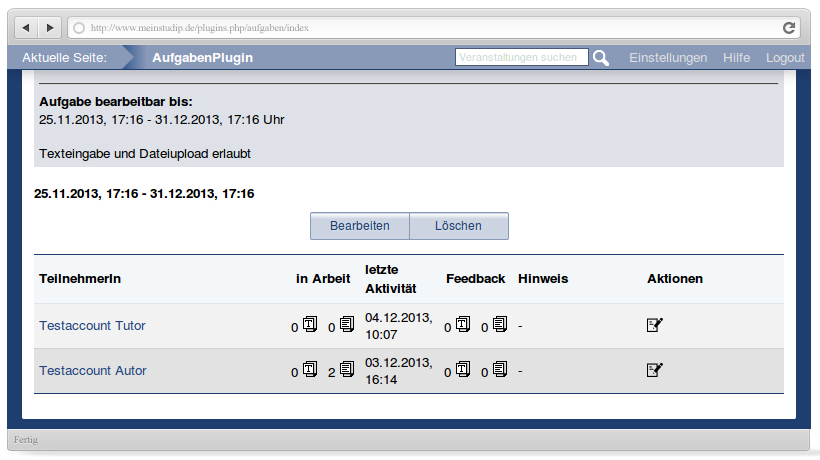 http://www.meinstudip.de/plugins.php/aufgaben/index
Aktuelle Seite: AufgabenPlugin Veranstaltungen suchen Einstellungen Hilfe Logout
Aufgabe bearbeitbar bis:
25.11.2013, 17:16 - 31.12.2013, 17:16 Uhr
Texteingabe und Dateiupload erlaubt
25.11.2013, 17:16 - 31.12.2013, 17:16
Bearbeiten Löschen
TeilnehmerIn in Arbeit letzte Aktivität Feedback Hinweis Aktionen
Testaccount Tutor 0 0 04.12.2013, 10:07 0 0 -
Testaccount Autor 0 2 03.12.2013, 16:14 0 0 -
Fertig